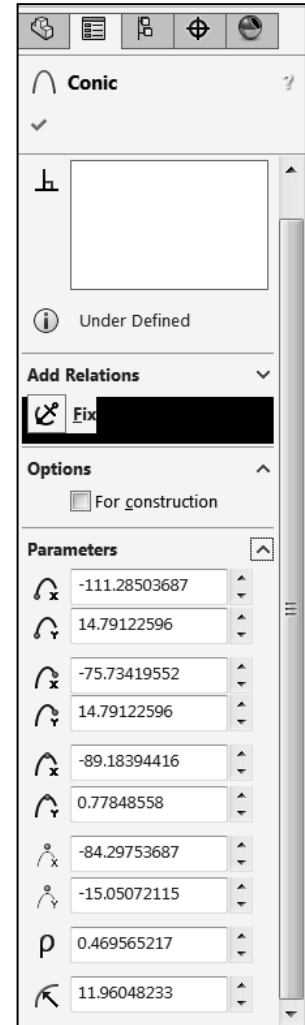 Conic
?
Under Defined
Add Relations
Fix
Options
For construction
Parameters
X -111.28503687
Y 14.79122596
X -75.73419552
Y 14.79122596
X -89.18394416
Y 0.77848558
X -84.29753687
Y -15.05072115
ρ 0.469565217
11.96048233